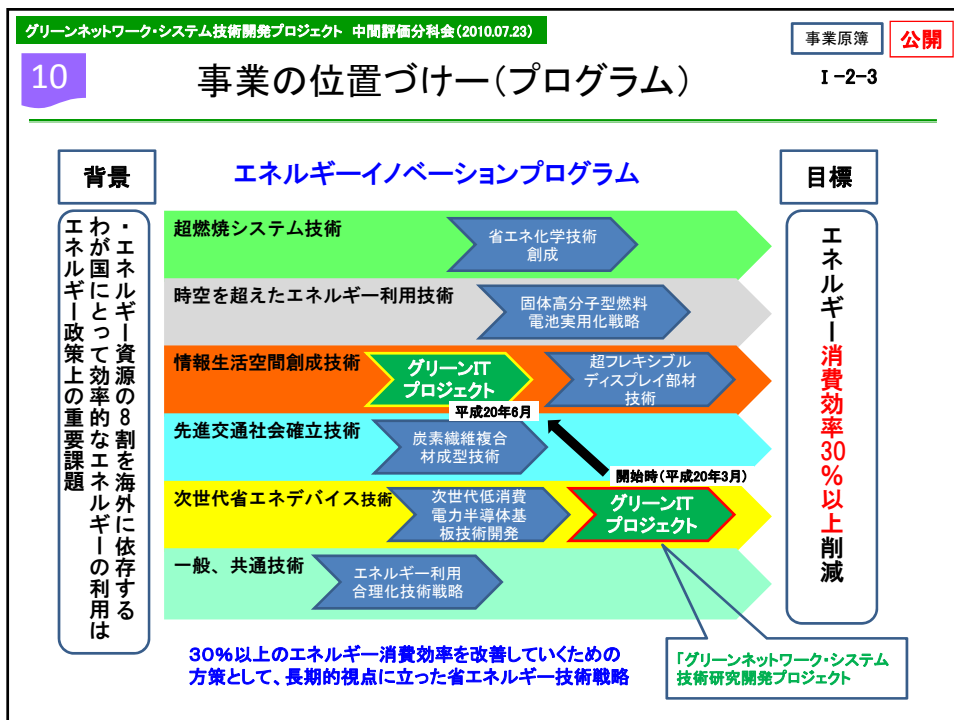 グリーンネットワーク・システム技術開発プロジェクト 中間評価分科会(2010.07.23)
事業原簿
公開
10
事業の位置づけー(プログラム)
Ⅰ-2-3
背景
エネルギーイノベーションプログラム
目標
・エネルギー資源の8割を海外に依存する
わが国にとって効率的なエネルギーの利用は
エネルギー政策上の重要課題
超燃焼システム技術
省エネ化学技術
創成
時空を超えたエネルギー利用技術
固体高分子型燃料
電池実用化戦略
情報生活空間創成技術
グリーンIT
プロジェクト
超フレキシブル
ディスプレイ部材
技術
平成20年6月
先進交通社会確立技術
炭素繊維複合
材成型技術
開始時(平成20年3月)
次世代省エネデバイス技術
次世代低消費
電力半導体基
板技術開発
グリーンIT
プロジェクト
一般、共通技術
エネルギー利用
合理化技術戦略
エネルギー消費効率30%以上削減
30%以上のエネルギー消費効率を改善していくための
方策として、長期的視点に立った省エネルギー技術戦略
「グリーンネットワーク・システム
技術研究開発プロジェクト